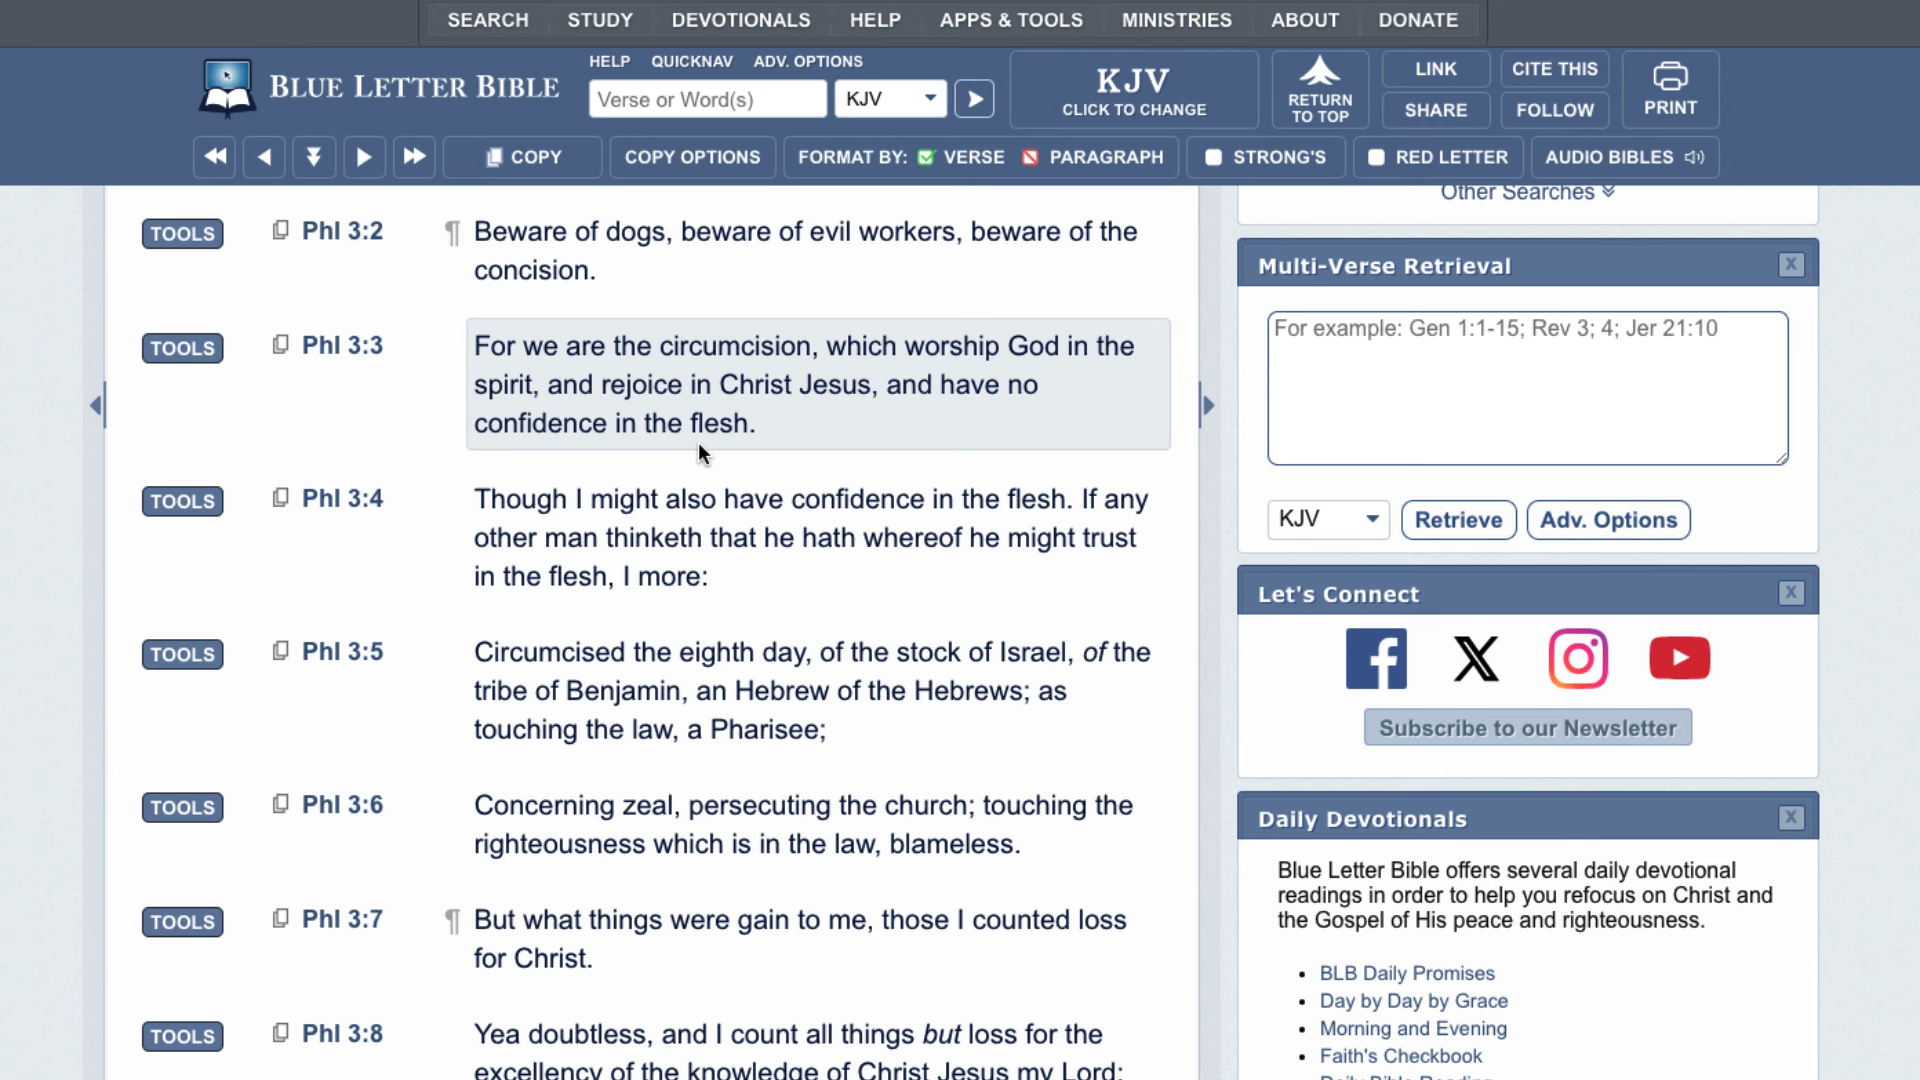 SEARCH STUDY DEVOTIONALS HELP APPS & TOOLS MINISTRIES ABOUT DONATE
BLUE LETTER BIBLE
HELP QUICKNAV ADV. OPTIONS
Verse or Word(s) KJV
KJV
CLICK TO CHANGE
RETURN
TO TOP
LINK CITE THIS
SHARE FOLLOW
PRINT
COPY COPY OPTIONS FORMAT BY: VERSE PARAGRAPH STRONG'S RED LETTER AUDIO BIBLES
TOOLS Phl 3:2 ¶ Beware of dogs, beware of evil workers, beware of the
concision.
TOOLS Phl 3:3 For we are the circumcision, which worship God in the
spirit, and rejoice in Christ Jesus, and have no
confidence in the flesh.
TOOLS Phl 3:4 Though I might also have confidence in the flesh. If any
other man thinketh that he hath whereof he might trust
in the flesh, I more:
TOOLS Phl 3:5 Circumcised the eighth day, of the stock of Israel, of the
tribe of Benjamin, an Hebrew of the Hebrews; as
touching the law, a Pharisee;
TOOLS Phl 3:6 Concerning zeal, persecuting the church; touching the
righteousness which is in the law, blameless.
TOOLS Phl 3:7 ¶ But what things were gain to me, those I counted loss
for Christ.
TOOLS Phl 3:8 Yea doubtless, and I count all things but loss for the
excellency of the knowledge of Christ Jesus my Lord:
Other Searches
Multi-Verse Retrieval X
For example: Gen 1:1-15; Rev 3; 4; Jer 21:10
KJV Retrieve Adv. Options
Let's Connect X
Subscribe to our Newsletter
Daily Devotionals X
Blue Letter Bible offers several daily devotional
readings in order to help you refocus on Christ and
the Gospel of His peace and righteousness.
• BLB Daily Promises
• Day by Day by Grace
• Morning and Evening
• Faith's Checkbook
Daily Bible Reading